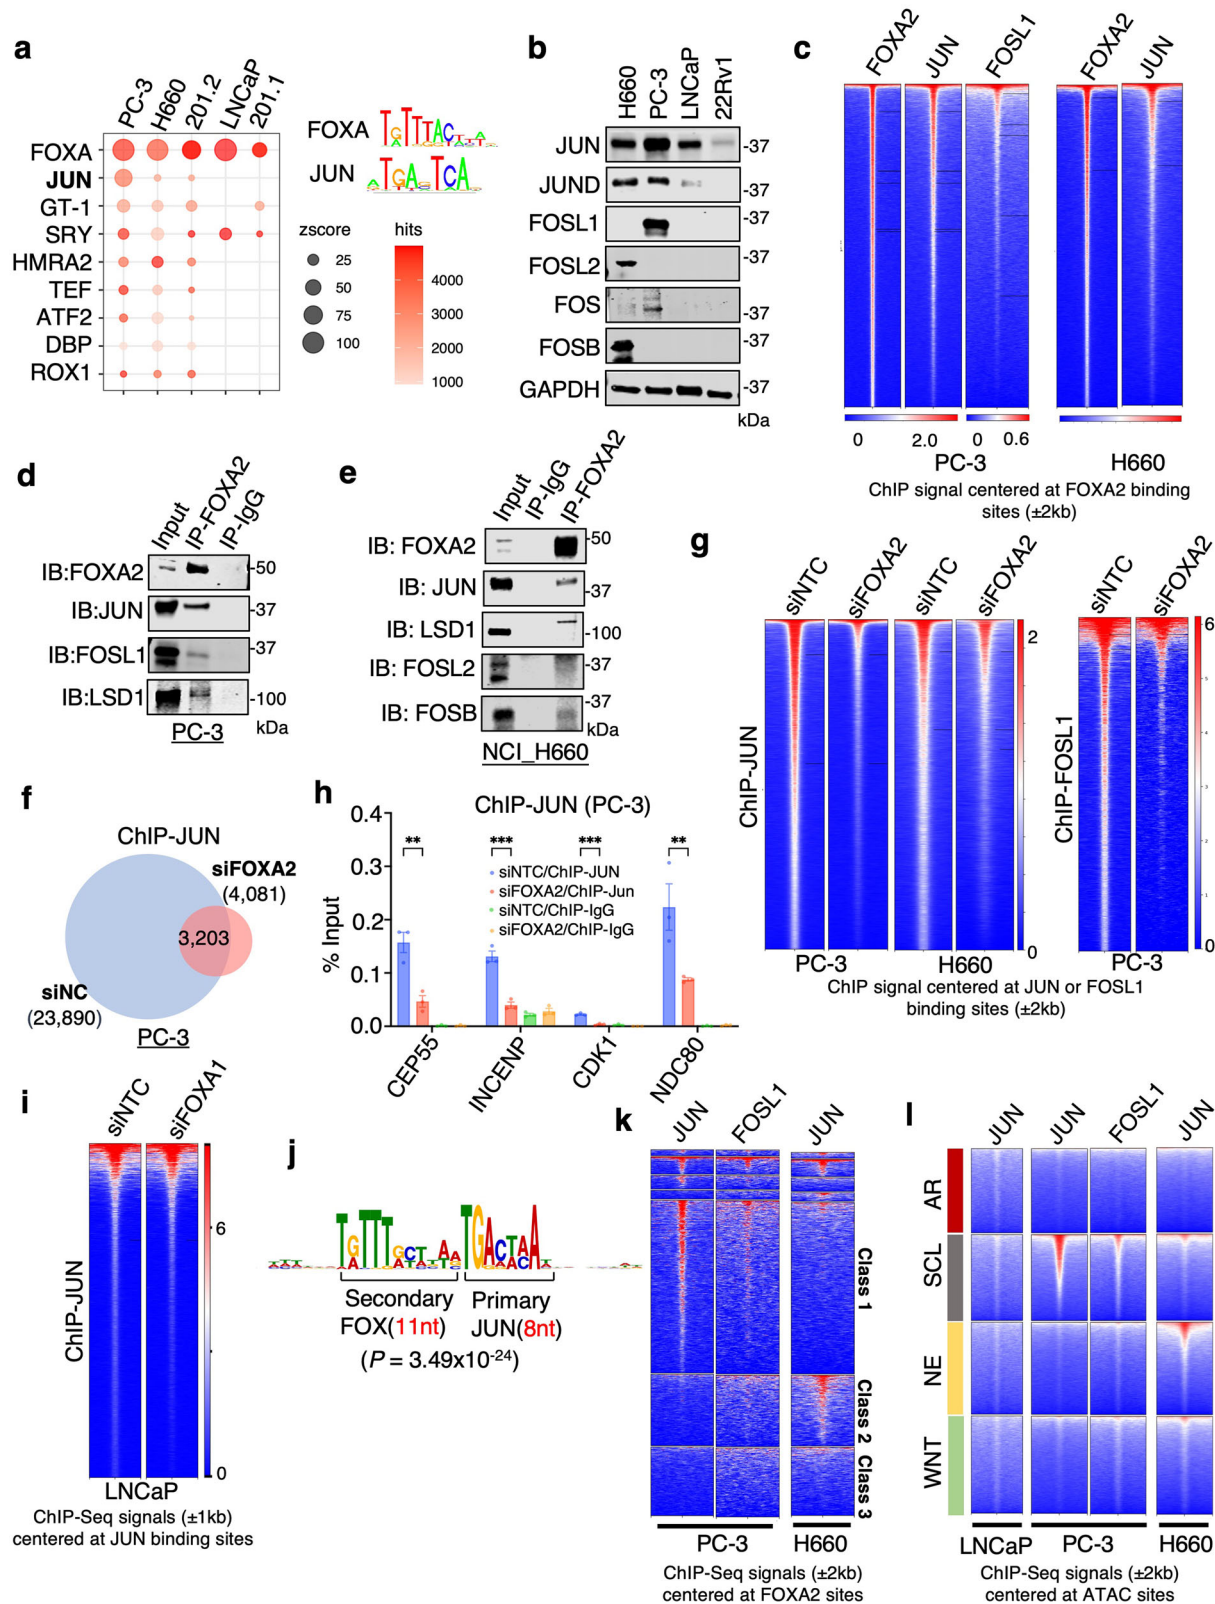 a
PC-3
H660
201.2
LNCaP
201.1
FOXA
JUN
GT-1
SRY
HMRA2
TEF
ATF2
DBP
ROX1
FOXA
JUN
zscore
25
50
75
100
hits
4000
3000
2000
1000
b
H660
PC-3
LNCaP
22Rv1
JUN
-37
JUND
-37
FOSL1
-37
FOSL2
-37
FOS
-37
FOSB
-37
GAPDH
-37
kDa
c
FOXA2
JUN
FOSL1
FOXA2
JUN
0 2.0 0 0.6
PC-3
H660
ChIP signal centered at FOXA2 binding
sites (±2kb)
d
Input
IP-FOXA2
IP-IgG
IB:FOXA2
-50
IB:JUN
-37
IB:FOSL1
-37
IB:LSD1
-100
kDa
PC-3
e
Input
IP-IgG
IP-FOXA2
IB: FOXA2
-50
IB: JUN
-37
IB: LSD1
-100
IB: FOSL2
-37
IB: FOSB
-37
kDa
NCI_H660
f
ChIP-JUN
siFOXA2
(4,081)
3,203
siNC
(23,890)
PC-3
g
siNTC
siFOXA2
siNTC
siFOXA2
siNTC
siFOXA2
ChIP-JUN
2
0
ChIP-FOSL1
6
5
4
3
2
1
0
PC-3
H660
PC-3
ChIP signal centered at JUN or FOSL1
binding sites (±2kb)
h
ChIP-JUN (PC-3)
% Input
0.4
0.3
0.2
0.1
0.0
**
***
***
**
siNTC/ChIP-JUN
siFOXA2/ChIP-Jun
siNTC/ChIP-IgG
siFOXA2/ChIP-IgG
CEP55
INCENP
CDK1
NDC80
i
siNTC
siFOXA1
ChIP-JUN
6
0
LNCaP
ChIP-Seq signals (±1kb)
centered at JUN binding sites
j
Secondary
FOX(11nt)
Primary
JUN(8nt)
(P = 3.49x10-24)
k
JUN
FOSL1
JUN
Class 1
Class 2
Class 3
PC-3
H660
ChIP-Seq signals (±2kb)
centered at FOXA2 sites
l
JUN
JUN
FOSL1
JUN
AR
SCL
NE
WNT
LNCaP
PC-3
H660
ChIP-Seq signals (±2kb)
centered at ATAC sites